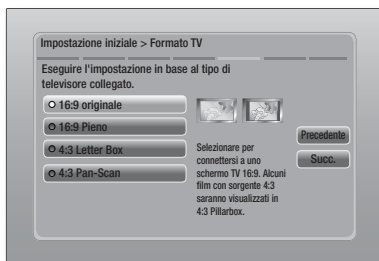 Impostazione iniziale > Formato TV
Eseguire l'impostazione in base al tipo di
televisore collegato.
16:9 originale
16:9 Pieno
4:3 Letter Box
4:3 Pan-Scan
Selezionare per
connettersi a uno
schermo TV 16:9. Alcuni
film con sorgente 4:3
saranno visualizzati in
4:3 Pillarbox.
Precedente
Succ.